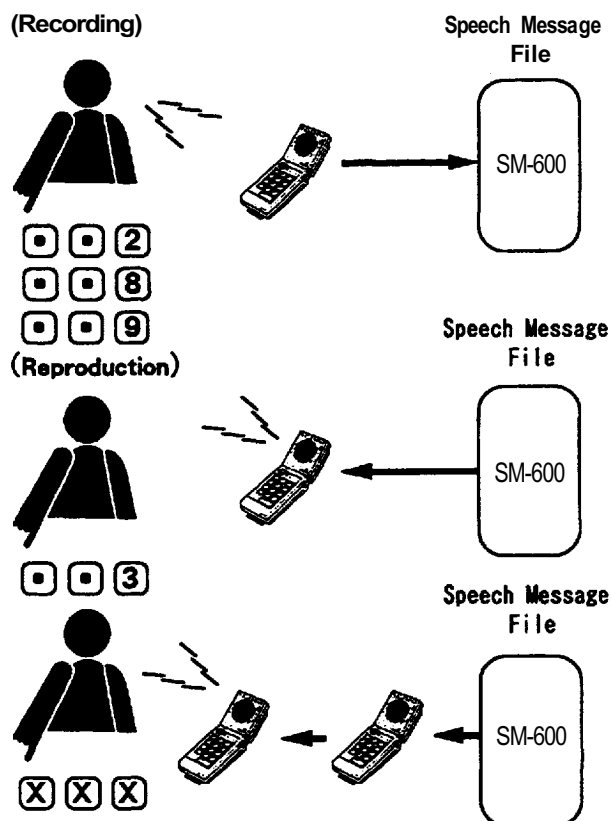 (Recording)
Speech Message
File
SM-600
• • 2
• • 8
• • 9
(Reproduction)
Speech Message
File
SM-600
• • 3
Speech Message
File
SM-600
X X X